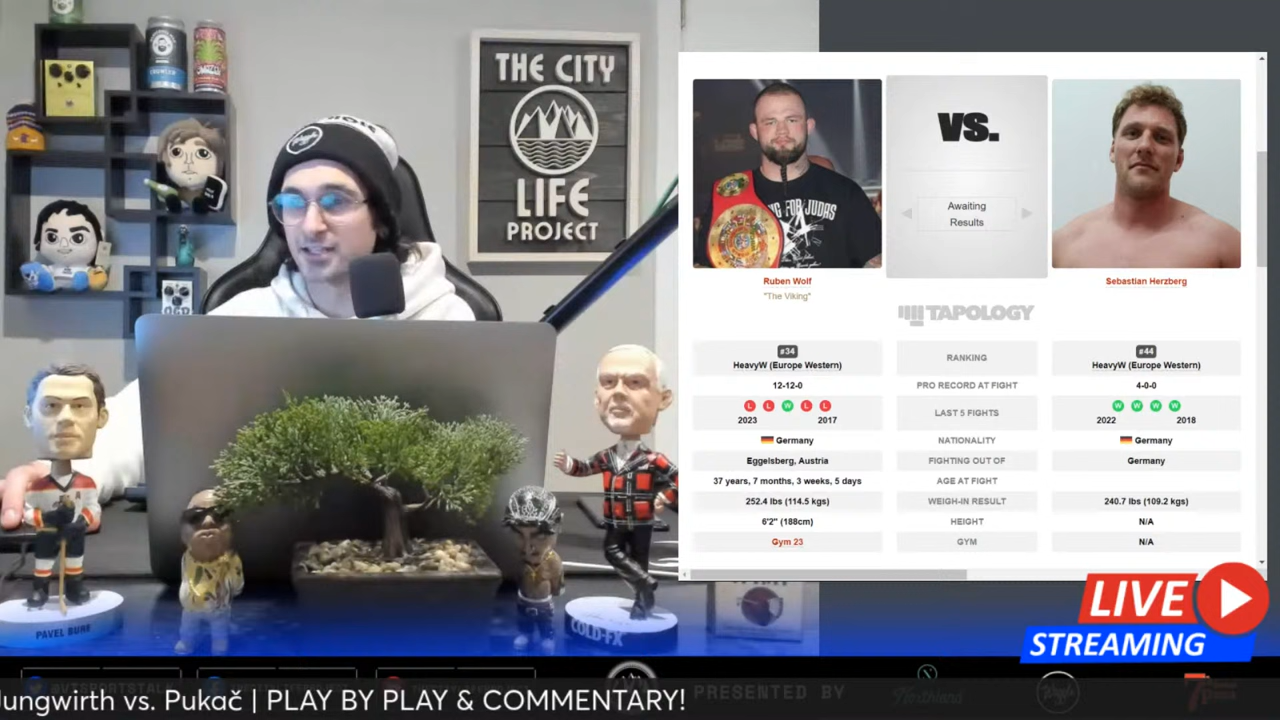 THE CITY
LIFE
PROJECT
VS.
Awaiting
Results
NG FOR JUDAS
Ruben Wolf
"The Viking"
Sebastian Herzberg
TAPOLOGY
#34
HeavyW (Europe Western)
RANKING
#44
HeavyW (Europe Western)
12-12-0
PRO RECORD AT FIGHT
4-0-0
L L W L L
2023 2017
LAST 5 FIGHTS
W W W W
2022 2018
Germany
NATIONALITY
Germany
Eggelsberg, Austria
FIGHTING OUT OF
Germany
37 years, 7 months, 3 weeks, 5 days
AGE AT FIGHT
252.4 lbs (114.5 kgs)
WEIGH-IN RESULT
240.7 lbs (109.2 kgs)
6'2" (188cm)
HEIGHT
N/A
Gym 23
GYM
N/A
PAVEL BURE
COLD-FX
LIVE
STREAMING
PRESENTED BY
Jungwirth vs. Pukač | PLAY BY PLAY & COMMENTARY!